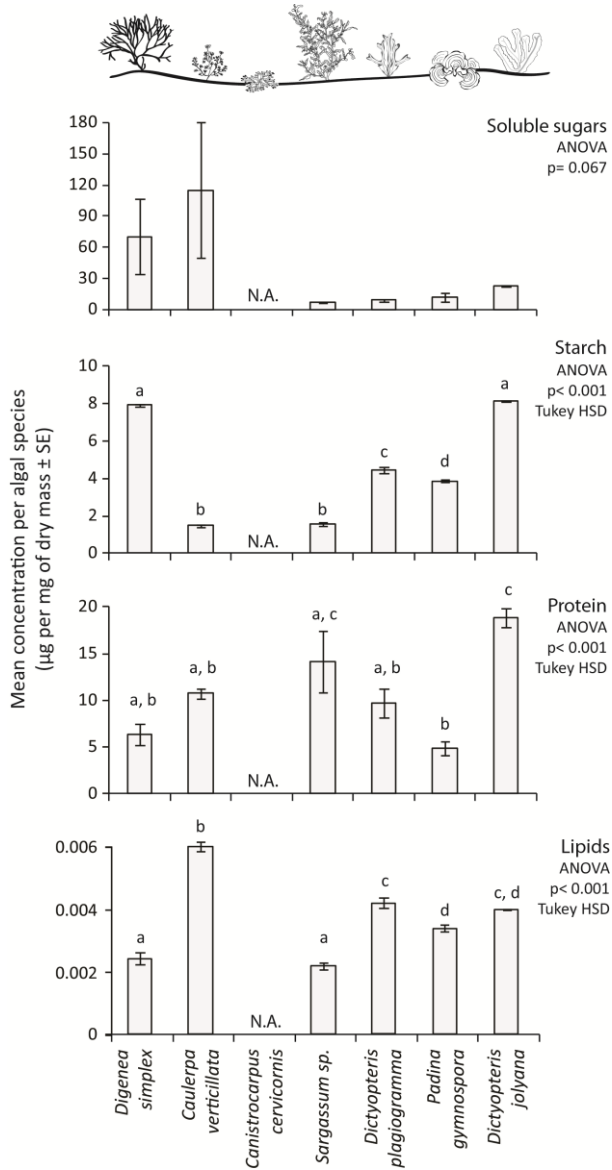 Soluble sugars
ANOVA
p= 0.067
180
150
120
90
60
30
0
N.A.
Starch
ANOVA
p< 0.001
Tukey HSD
10
8
6
4
2
0
a
b
N.A.
b
c
d
a
Mean concentration per algal species
(µg per mg of dry mass ± SE)
Protein
ANOVA
p< 0.001
Tukey HSD
20
15
10
5
0
a, b
a, b
N.A.
a, c
a, b
b
c
Lipids
ANOVA
p< 0.001
Tukey HSD
0.006
0.004
0.002
0
a
b
N.A.
a
c
d
c, d
Digenea
simplex
Caulerpa
verticillata
Canistrocarpus
cervicornis
Sargassum sp.
Dictyopteris
plagiogramma
Padina
gymnospora
Dictyopteris
jolyana